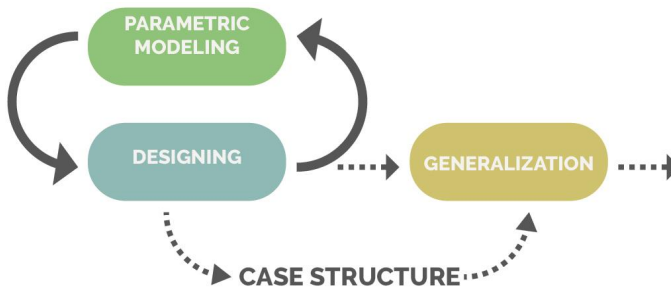 PARAMETRIC
MODELING
DESIGNING
GENERALIZATION
CASE STRUCTURE